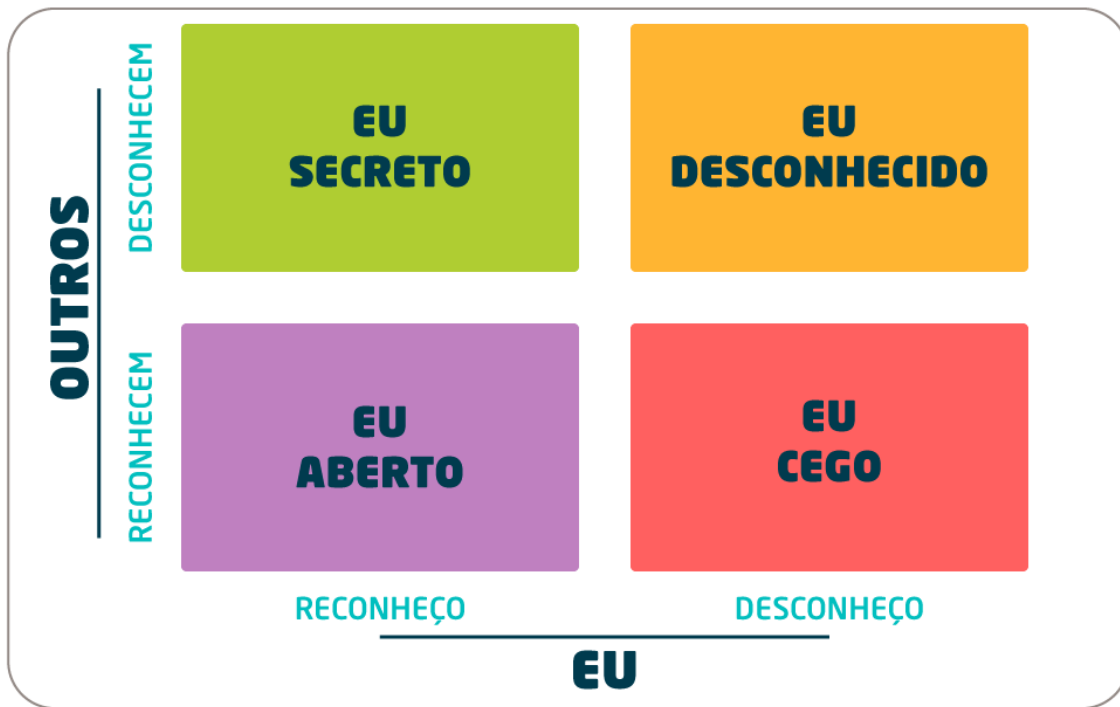 OUTROS
DESCONHECEM
EU
SECRETO
EU
DESCONHECIDO
RECONHECEM
EU
ABERTO
EU
CEGO
RECONHEÇO
DESCONHEÇO
EU